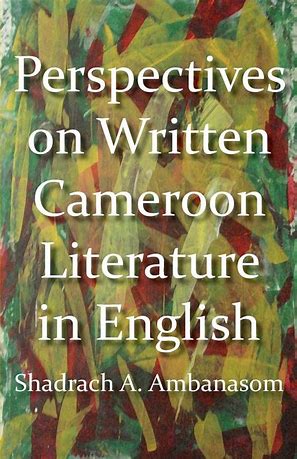 Perspectives
on Written
Cameroon
Literature
in English
Shadrach A. Ambanasom